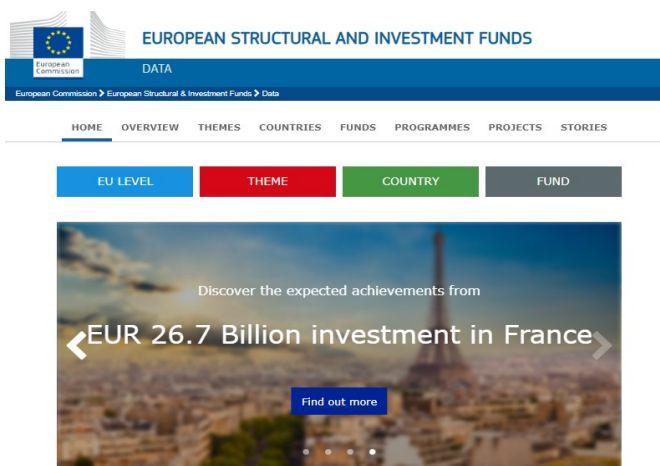 EUROPEAN STRUCTURAL AND INVESTMENT FUNDS
European
Commission
DATA
European Commission > European Structural & Investment Funds > Data
HOME OVERVIEW THEMES COUNTRIES FUNDS PROGRAMMES PROJECTS STORIES
EU LEVEL THEME COUNTRY FUND
Discover the expected achievements from
EUR 26.7 Billion investment in France
Find out more